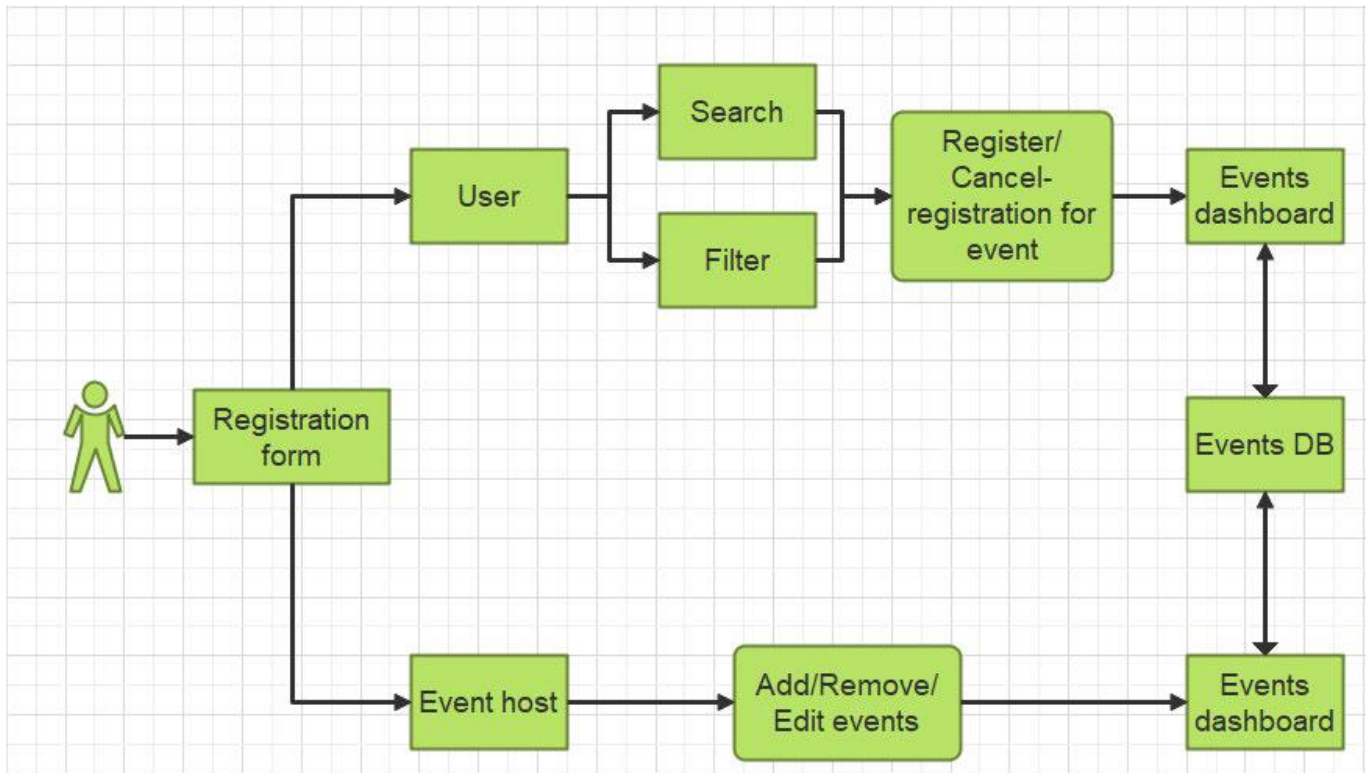 Search
Register/
Cancel-
registration for
event
User
Events
dashboard
Filter
Registration
form
Events DB
Event host
Add/Remove/
Edit events
Events
dashboard